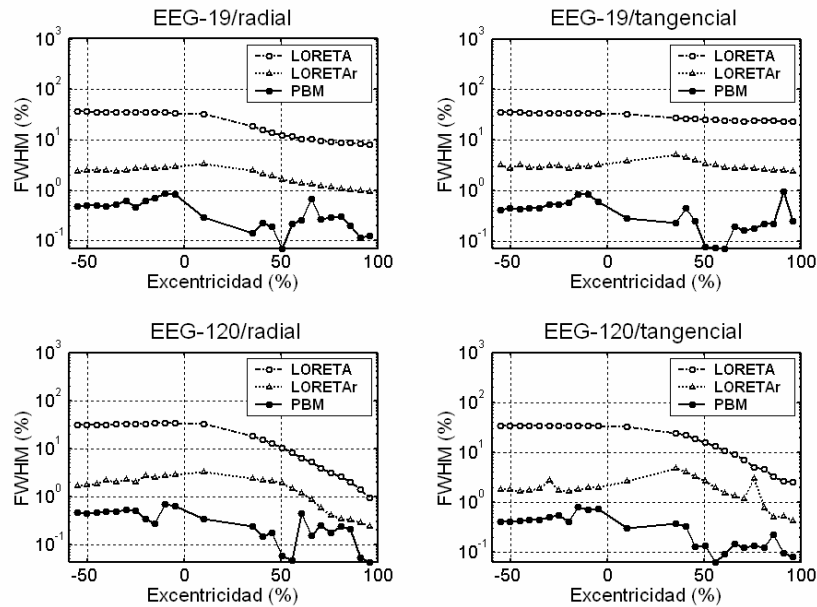 EEG-19/radial
FWHM (%)
10^3
10^2
10^1
10^0
10^-1
LORETA
LORETAr
PBM
-50 0 50 100
Excentricidad (%)
EEG-19/tangencial
FWHM (%)
10^3
10^2
10^1
10^0
10^-1
LORETA
LORETAr
PBM
-50 0 50 100
Excentricidad (%)
EEG-120/radial
FWHM (%)
10^3
10^2
10^1
10^0
10^-1
LORETA
LORETAr
PBM
-50 0 50 100
Excentricidad (%)
EEG-120/tangencial
FWHM (%)
10^3
10^2
10^1
10^0
10^-1
LORETA
LORETAr
PBM
-50 0 50 100
Excentricidad (%)